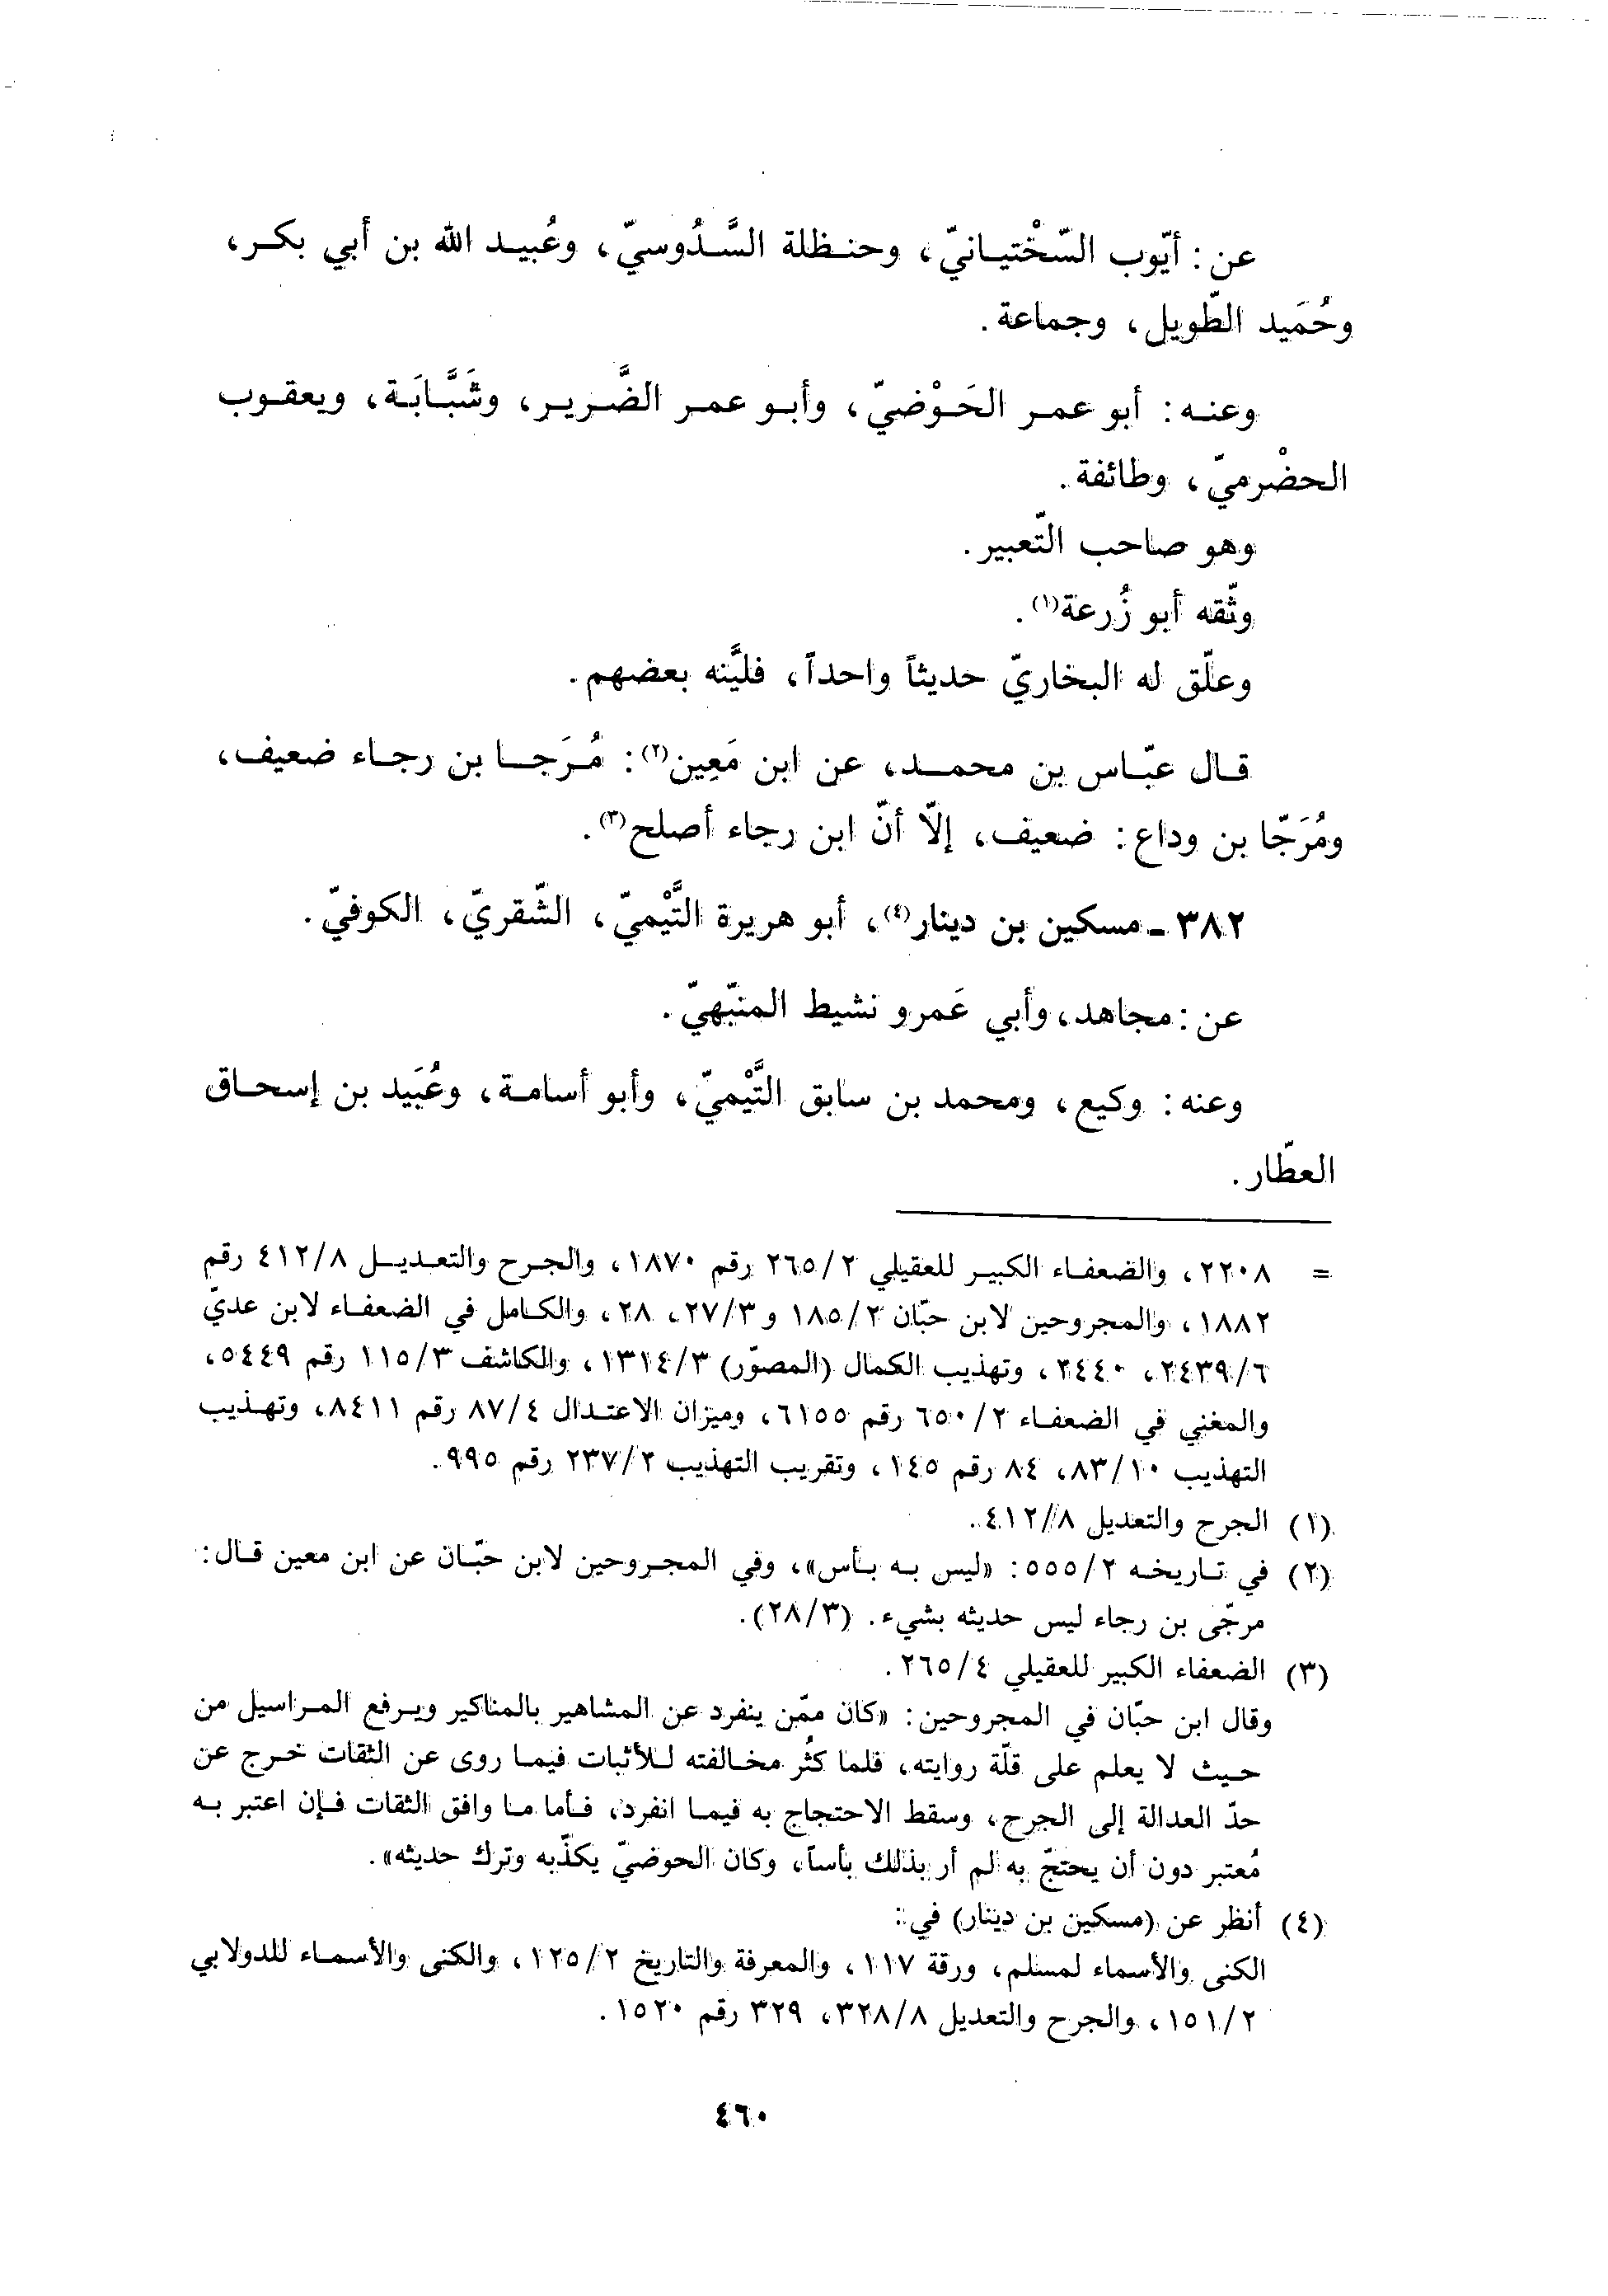 عن: أيّوب السّخْتيانيّ، وحنظلة السَّدُوسيّ، وعُبيد الله بن أبي بكر،
وحُمَيد الطّويل، وجماعة.
وعنه: أبو عمر الحَوْضيّ، وأبو عمر الضَّرير، وشَبَّابَة، ويعقوب
الحضْرميّ، وطائفة.
وهو صاحب التّعبير.
وثّقه أبو زُرعة(١).
وعلّق له البخاريّ حديثاً واحداً، فليَّنه بعضهم.
قال عبّاس بن محمد، عن ابن مَعِين(٢): مُرَجا بن رجاء ضعيف،
ومُرَجّا بن وداع: ضعيف، إلّا أنّ ابن رجاء أصلح(٣).
٣٨٢ - مسكين بن دينار(٤)، أبو هريرة التَّيْميّ، الشّقريّ، الكوفيّ.
عن: مجاهد، وأبي عَمرو نشيط المنبّهيّ.
وعنه: وكيع، ومحمد بن سابق التَّيْميّ، وأبو أسامة، وعُبَيد بن إسحاق
العطّار.
= ٢٢٠٨، والضعفاء الكبير للعقيلي ٢٦٥/٢ رقم ١٨٧٠، والجرح والتعديل ٤١٢/٨ رقم
١٨٨٢، والمجروحين لابن حبّان ١٨٥/٢ و ٢٧/٣، ٢٨، والكامل في الضعفاء لابن عديّ
٢٤٣٩/٦، ٢٤٤٠، وتهذيب الكمال (المصوّر) ١٣١٤/٣، والكاشف ١١٥/٣ رقم ٥٤٤٩،
والمغني في الضعفاء ٦٥٠/٢ رقم ٦١٥٥، وميزان الاعتدال ٨٧/٤ رقم ٨٤١١، وتهذيب
التهذيب ٨٣/١٠، ٨٤ رقم ١٤٥، وتقريب التهذيب ٢٣٧/٢ رقم ٩٩٥.
(١) الجرح والتعديل ٤١٢/٨.
(٢) في تاريخه ٥٥٥/٢: «ليس به بأس»، وفي المجروحين لابن حبّان عن ابن معين قال:
مرجّى بن رجاء ليس حديثه بشيء. (٢٨/٣).
(٣) الضعفاء الكبير للعقيلي ٢٦٥/٤.
وقال ابن حبّان في المجروحين: «كان ممّن ينفرد عن المشاهير بالمناكير ويرفع المراسيل من
حيث لا يعلم على قلّة روايته، فلما كثُر مخالفته للأثبات فيما روى عن الثقات خرج عن
حدّ العدالة إلى الجرح، وسقط الاحتجاج به فيما انفرد، فأما ما وافق الثقات فإن اعتبر به
مُعتبر دون أن يحتجّ به لم أر بذلك بأساً، وكان الحوضيّ يكذّبه وترك حديثه».
(٤) أنظر عن (مسكين بن دينار) في:
الكنى والأسماء لمسلم، ورقة ١١٧، والمعرفة والتاريخ ١٢٥/٢، والكنى والأسماء للدولابي
١٥١/٢، والجرح والتعديل ٣٢٨/٨، ٣٢٩ رقم ١٥٢٠.
٤٦٠